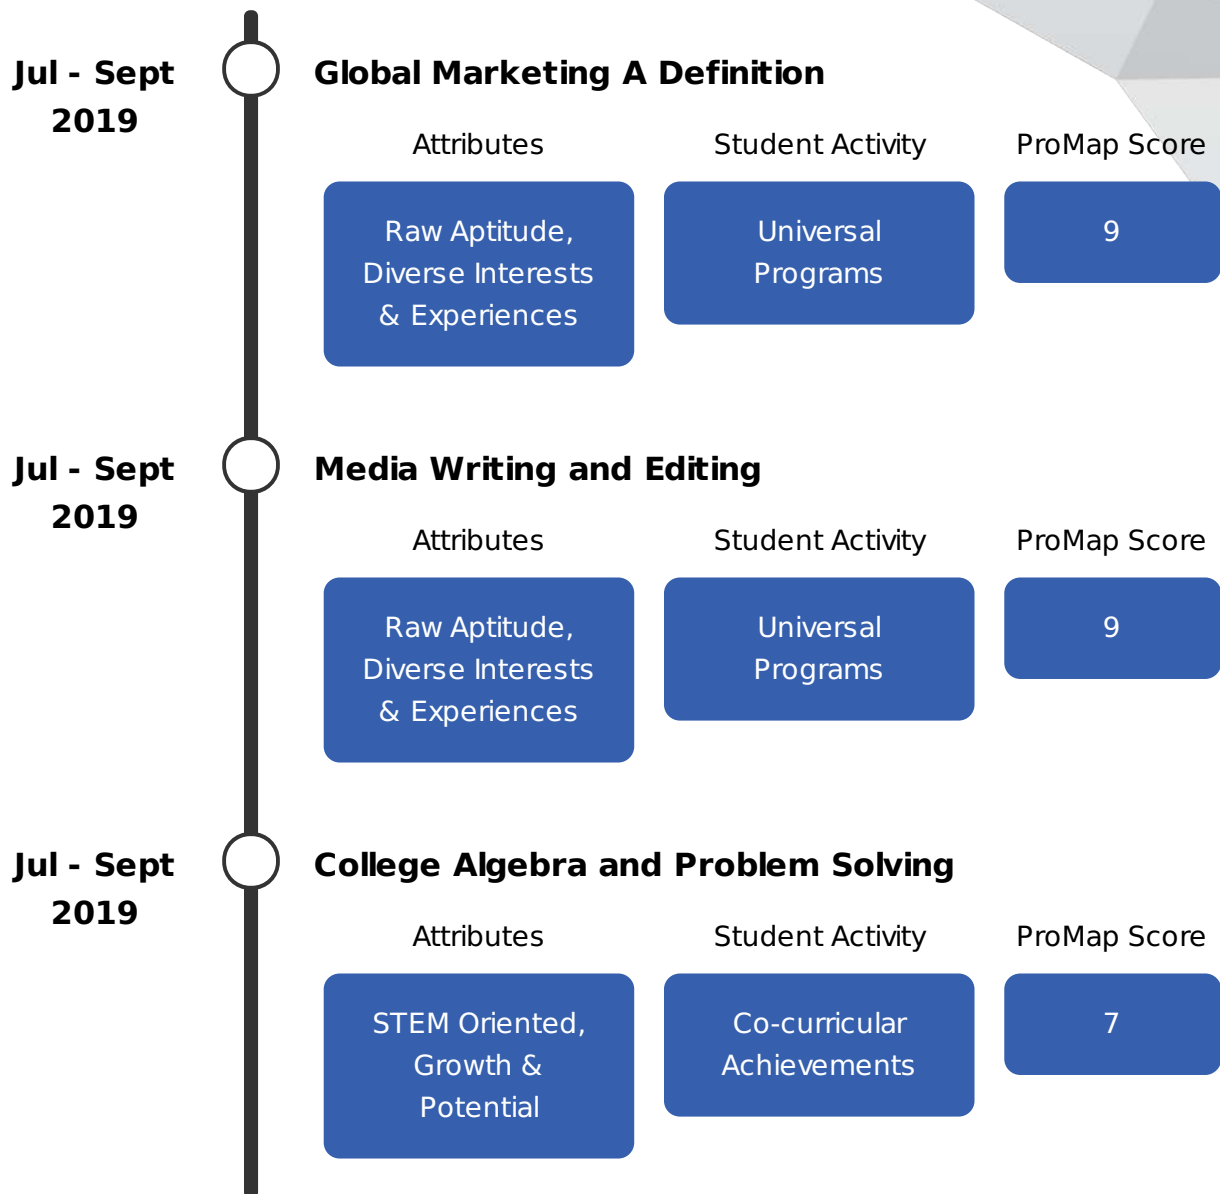 Jul - Sept
2019
Global Marketing A Definition
Attributes
Student Activity
ProMap Score
Raw Aptitude,
Diverse Interests
& Experiences
Universal
Programs
9
Jul - Sept
2019
Media Writing and Editing
Attributes
Student Activity
ProMap Score
Raw Aptitude,
Diverse Interests
& Experiences
Universal
Programs
9
Jul - Sept
2019
College Algebra and Problem Solving
Attributes
Student Activity
ProMap Score
STEM Oriented,
Growth &
Potential
Co-curricular
Achievements
7